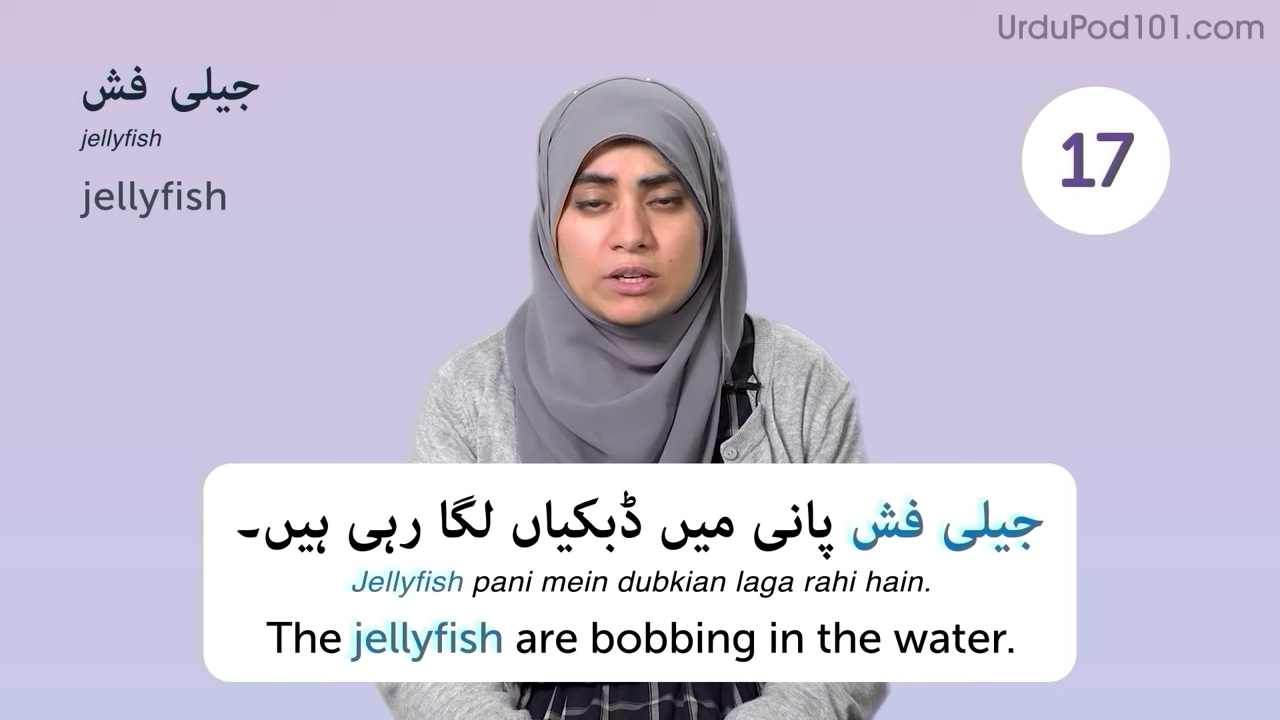 UrduPod101.com
جیلی فش
jellyfish
jellyfish
17
جیلی فش پانی میں ڈبکیاں لگا رہی ہیں۔
Jellyfish pani mein dubkian laga rahi hain.
The jellyfish are bobbing in the water.